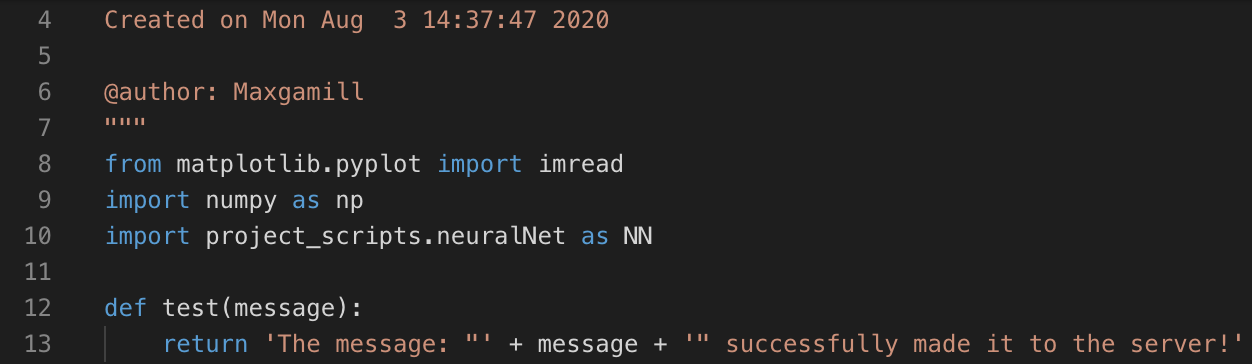 4 Created on Mon Aug  3 14:37:47 2020
5
6 @author: Maxgamill
7 """
8 from matplotlib.pyplot import imread
9 import numpy as np
10 import project_scripts.neuralNet as NN
11
12 def test(message):
13     return 'The message: "' + message + '" successfully made it to the server!'